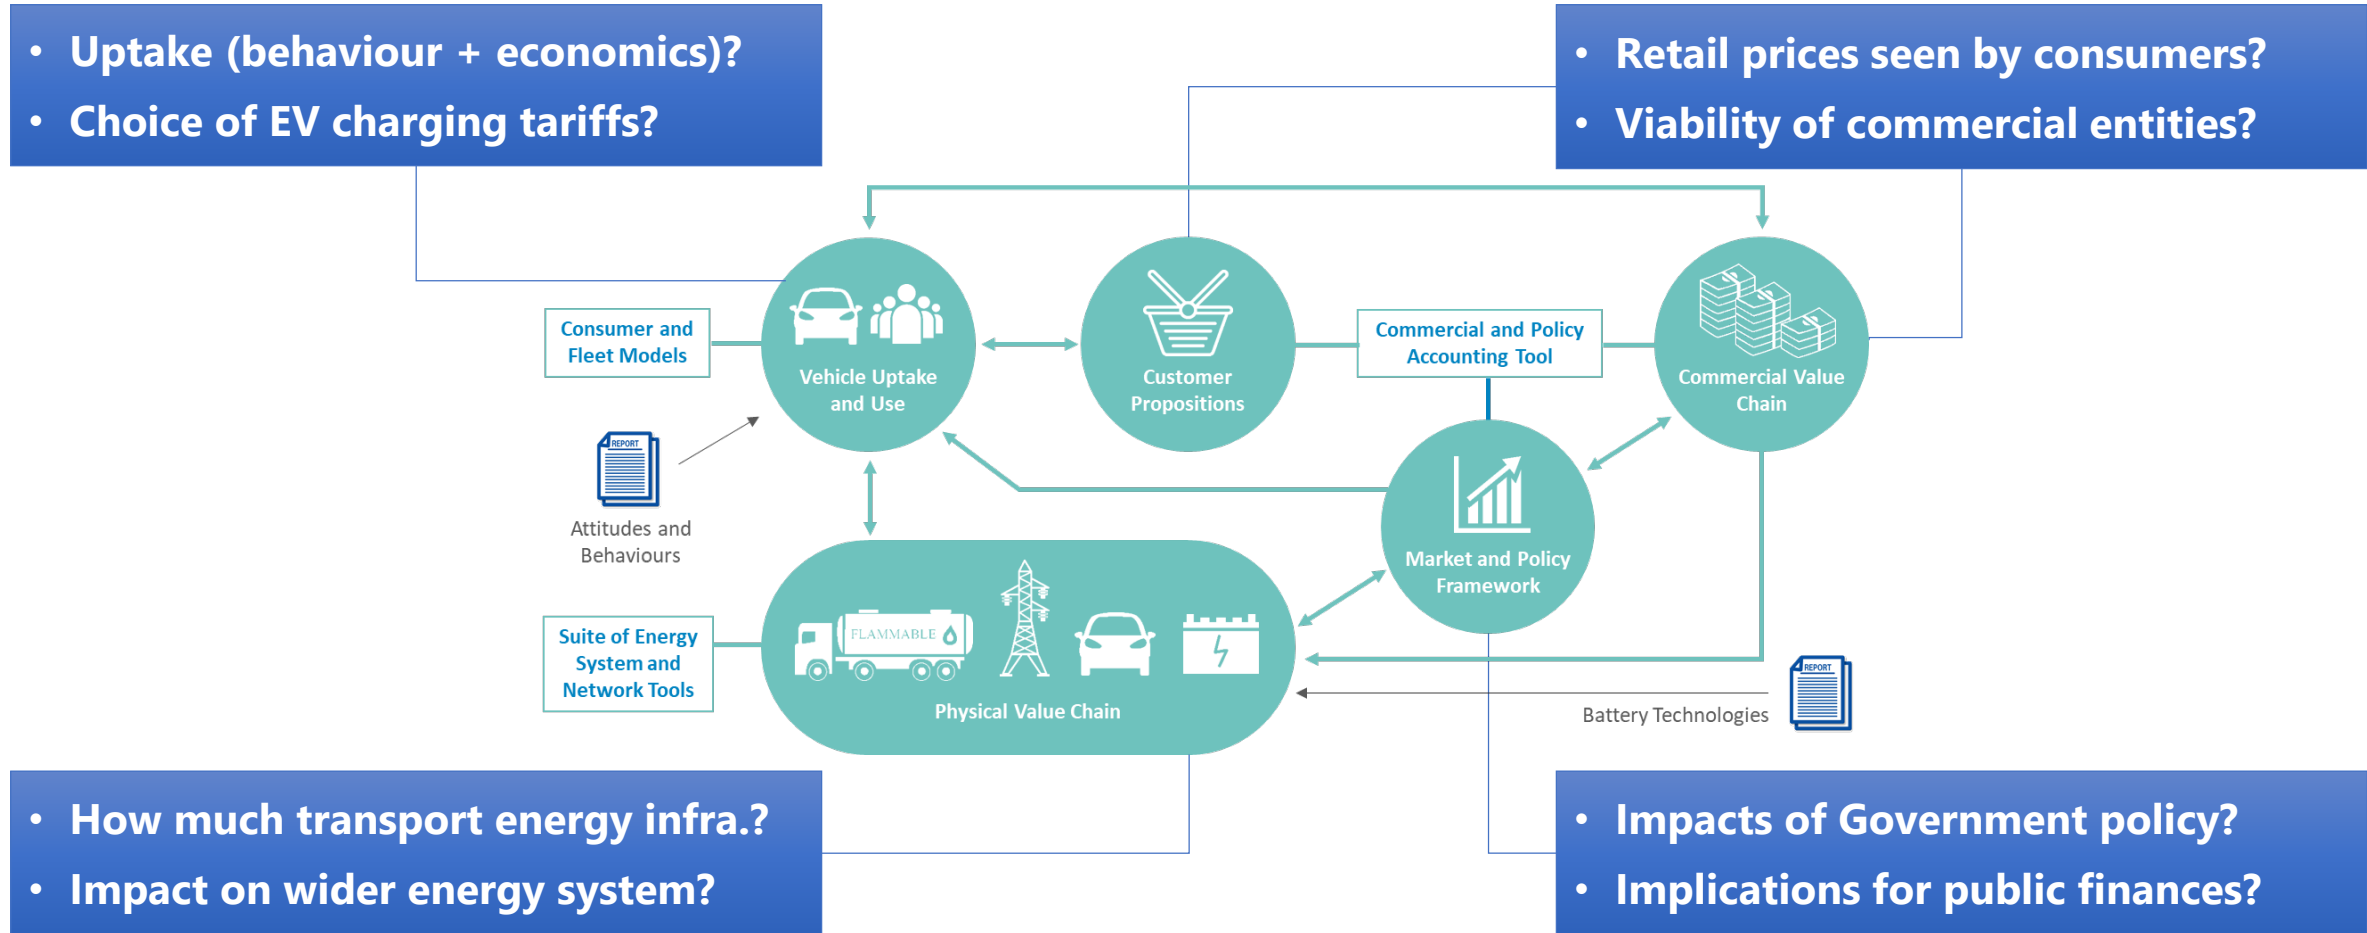 • Uptake (behaviour + economics)?
• Choice of EV charging tariffs?
• Retail prices seen by consumers?
• Viability of commercial entities?
Consumer and
Fleet Models
Vehicle Uptake
and Use
Customer
Propositions
Commercial and Policy
Accounting Tool
Commercial Value
Chain
REPORT
Attitudes and
Behaviours
Market and Policy
Framework
Suite of Energy
System and
Network Tools
FLAMMABLE
Physical Value Chain
REPORT
Battery Technologies
• How much transport energy infra.?
• Impact on wider energy system?
• Impacts of Government policy?
• Implications for public finances?